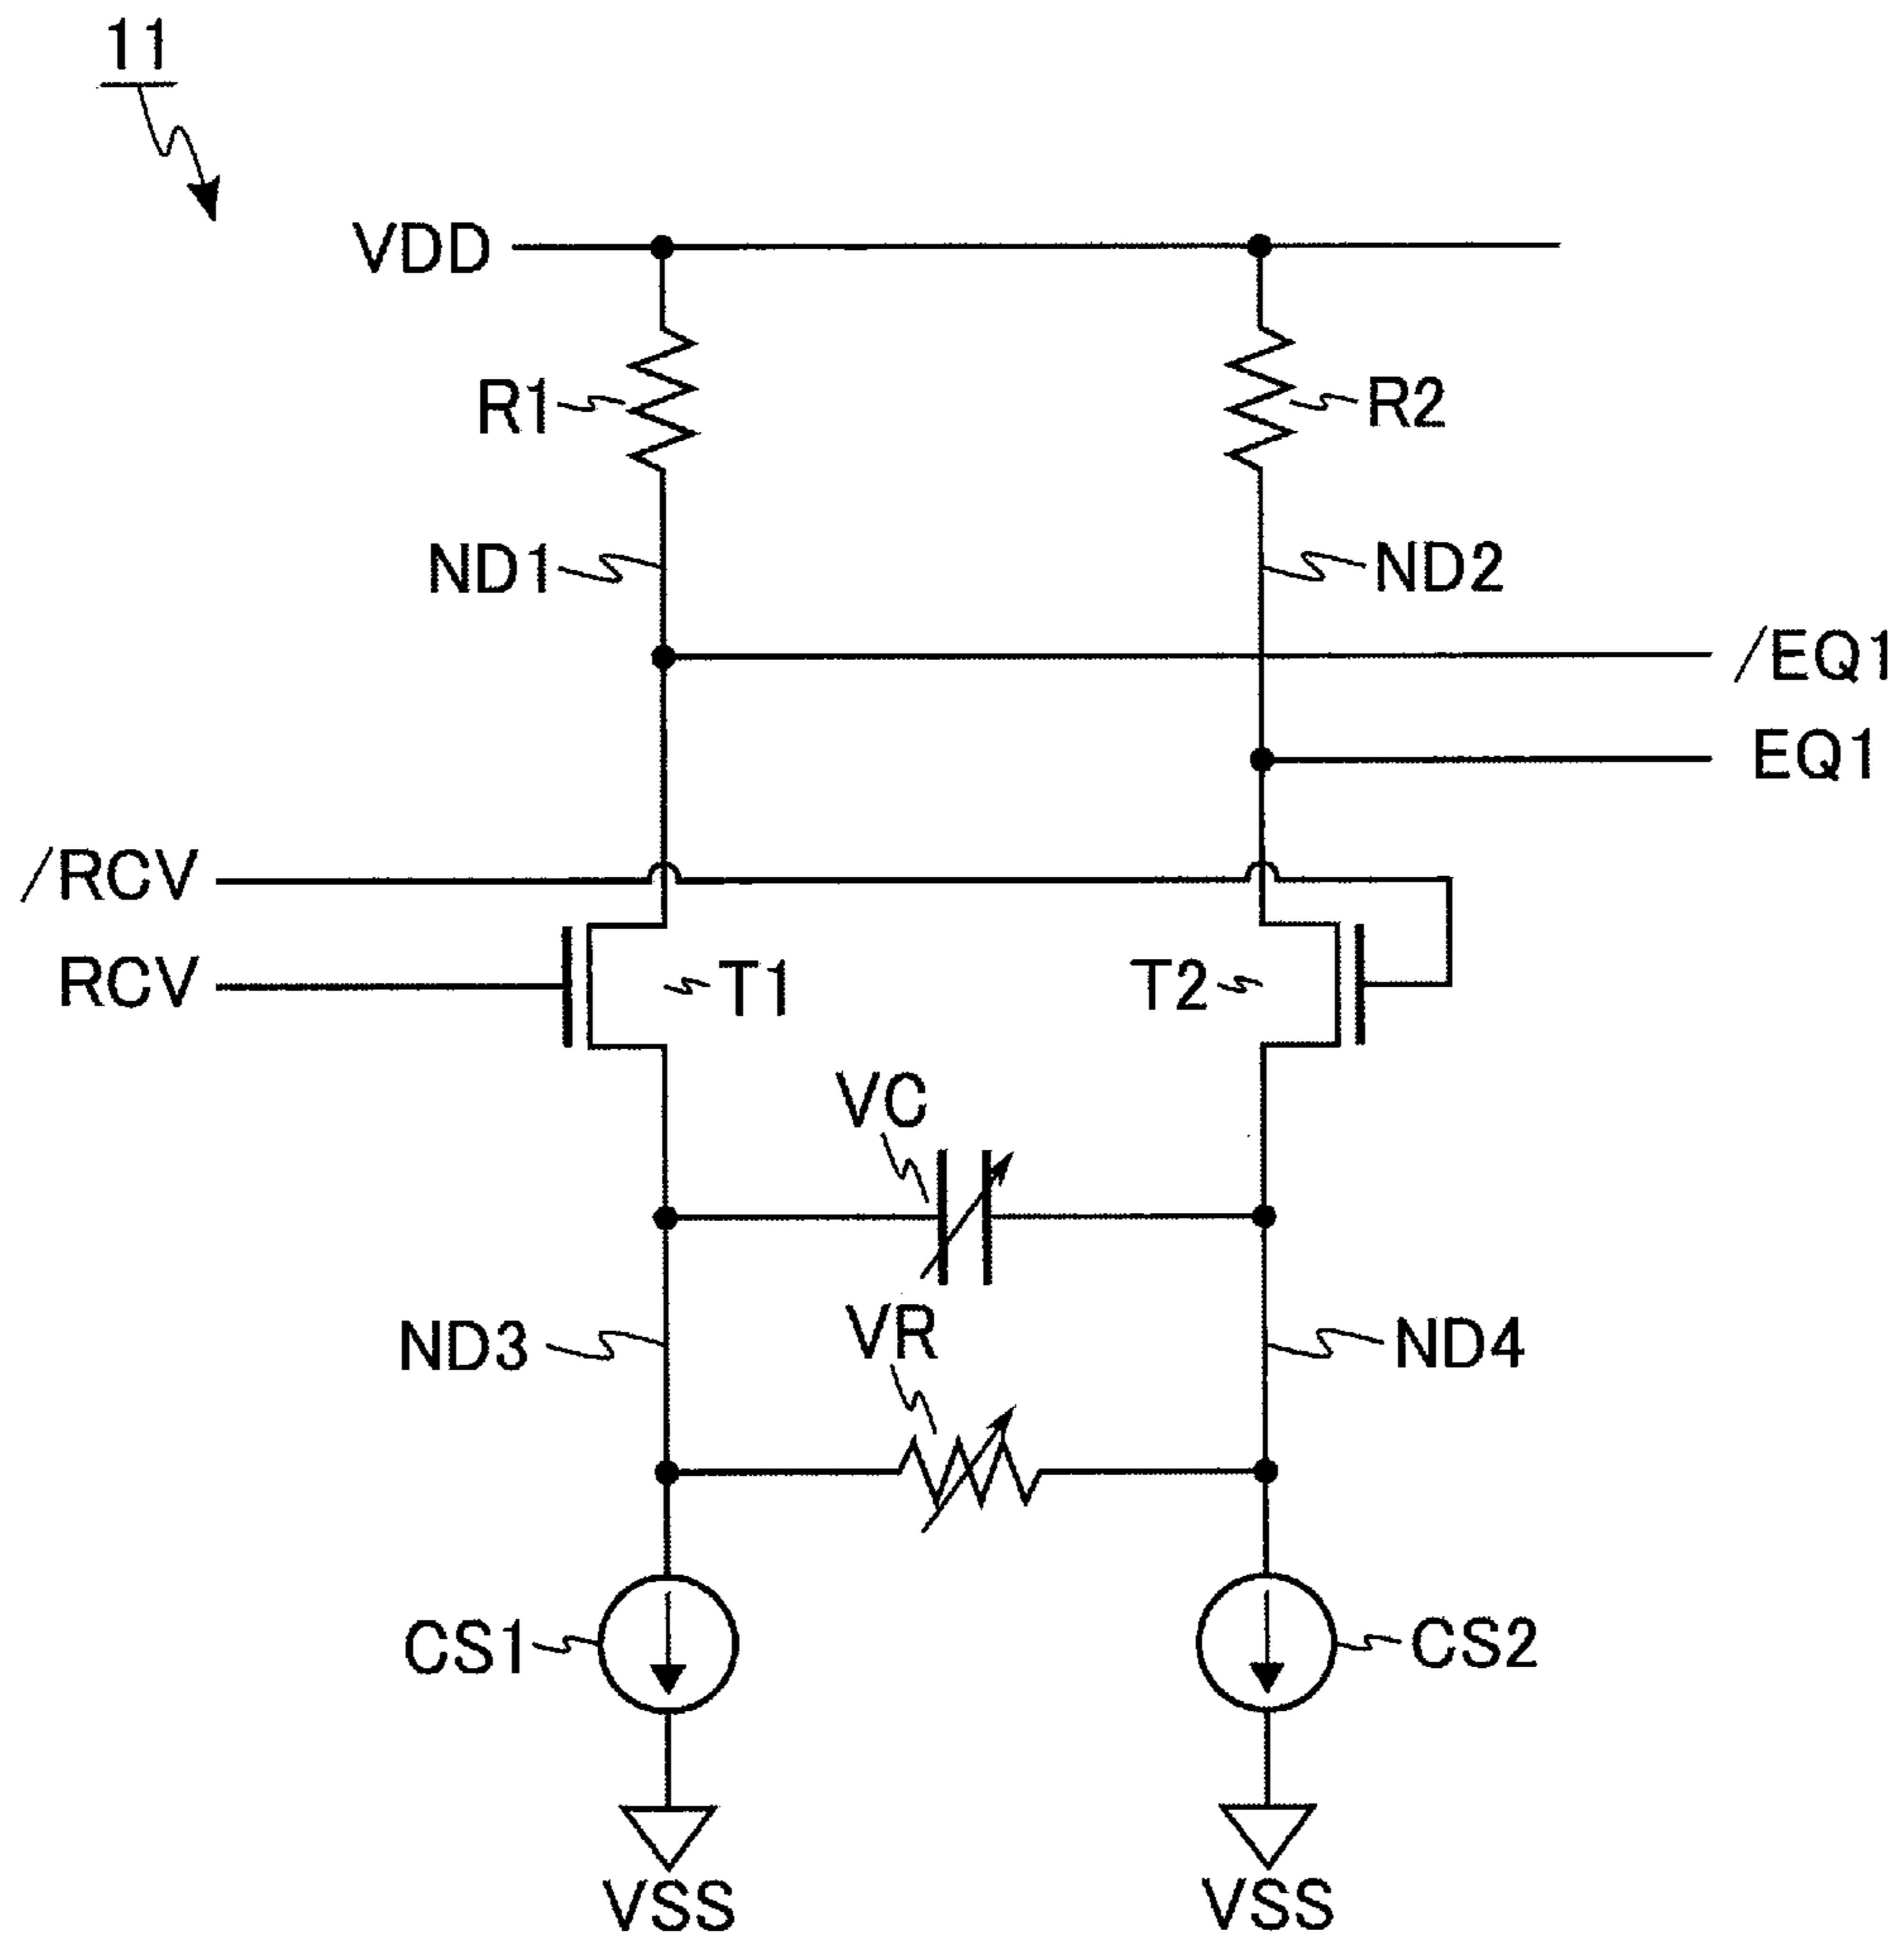 11
VDD
R1
R2
ND1
ND2
/EQ1
EQ1
/RCV
RCV
T1
T2
VC
ND3
VR
ND4
CS1
CS2
VSS
VSS